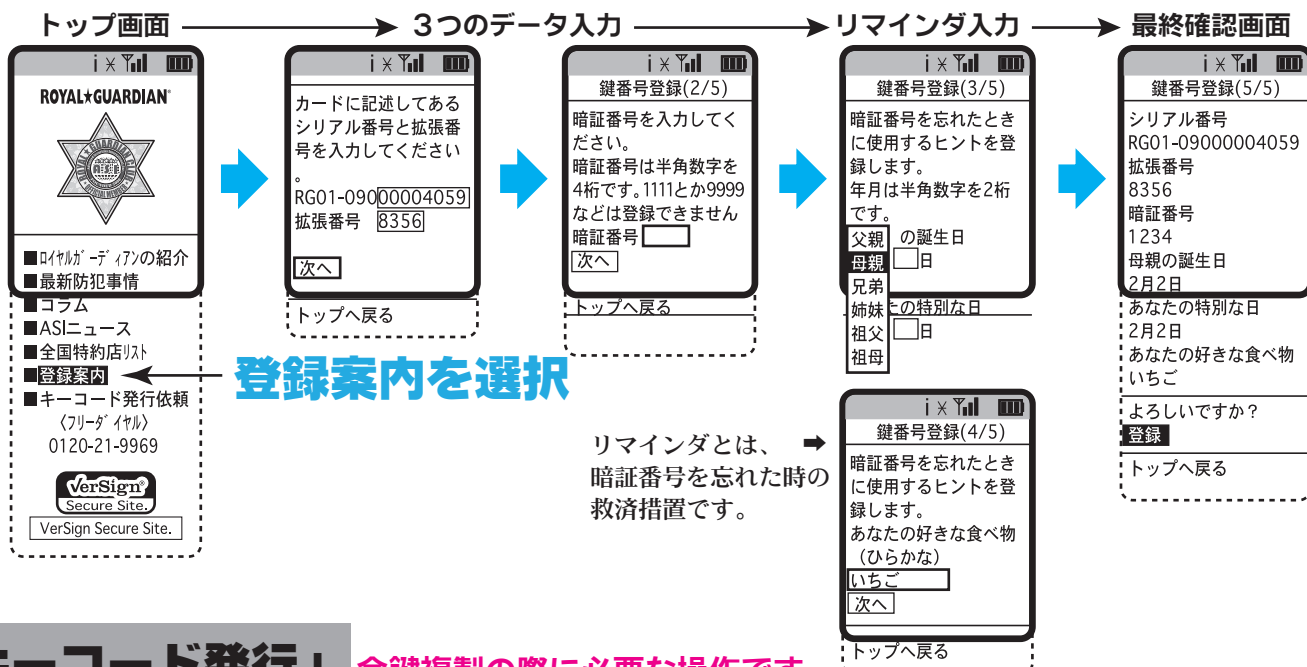 トップ画面
３つのデータ入力
リマインダ入力
最終確認画面
ROYAL★GUARDIAN®
■ﾛｲﾔﾙｶﾞｰﾃﾞｨｱﾝの紹介
■最新防犯事情
■コラム
■ASIニュース
■全国特約店ﾘｽﾄ
■登録案内
■キーコード発行依頼
〈ﾌﾘｰﾀﾞｲﾔﾙ〉
0120-21-9969
VerSign®
Secure Site.
VerSign Secure Site.
登録案内を選択
カードに記述してある
シリアル番号と拡張番
号を入力してください
。
RG01-09000004059
拡張番号 8356
次へ
トップへ戻る
鍵番号登録(2/5)
暗証番号を入力してく
ださい。
暗証番号は半角数字を
4桁です。1111とか9999
などは登録できません
暗証番号
次へ
トップへ戻る
鍵番号登録(3/5)
暗証番号を忘れたとき
に使用するヒントを登
録します。
年月は半角数字を2桁
です。
父親 の誕生日
母親 日
兄弟
姉妹 たの特別な日
祖父 日
祖母
リマインダとは、 ➡
暗証番号を忘れた時の
救済措置です。
鍵番号登録(4/5)
暗証番号を忘れたとき
に使用するヒントを登
録します。
あなたの好きな食べ物
（ひらかな）
いちご
次へ
トップへ戻る
鍵番号登録(5/5)
シリアル番号
RG01-09000004059
拡張番号
8356
暗証番号
1234
母親の誕生日
2月2日
あなたの特別な日
2月2日
あなたの好きな食べ物
いちご
よろしいですか？
登録
トップへ戻る
キーコード発行」
合鍵複製の際に必要な操作です